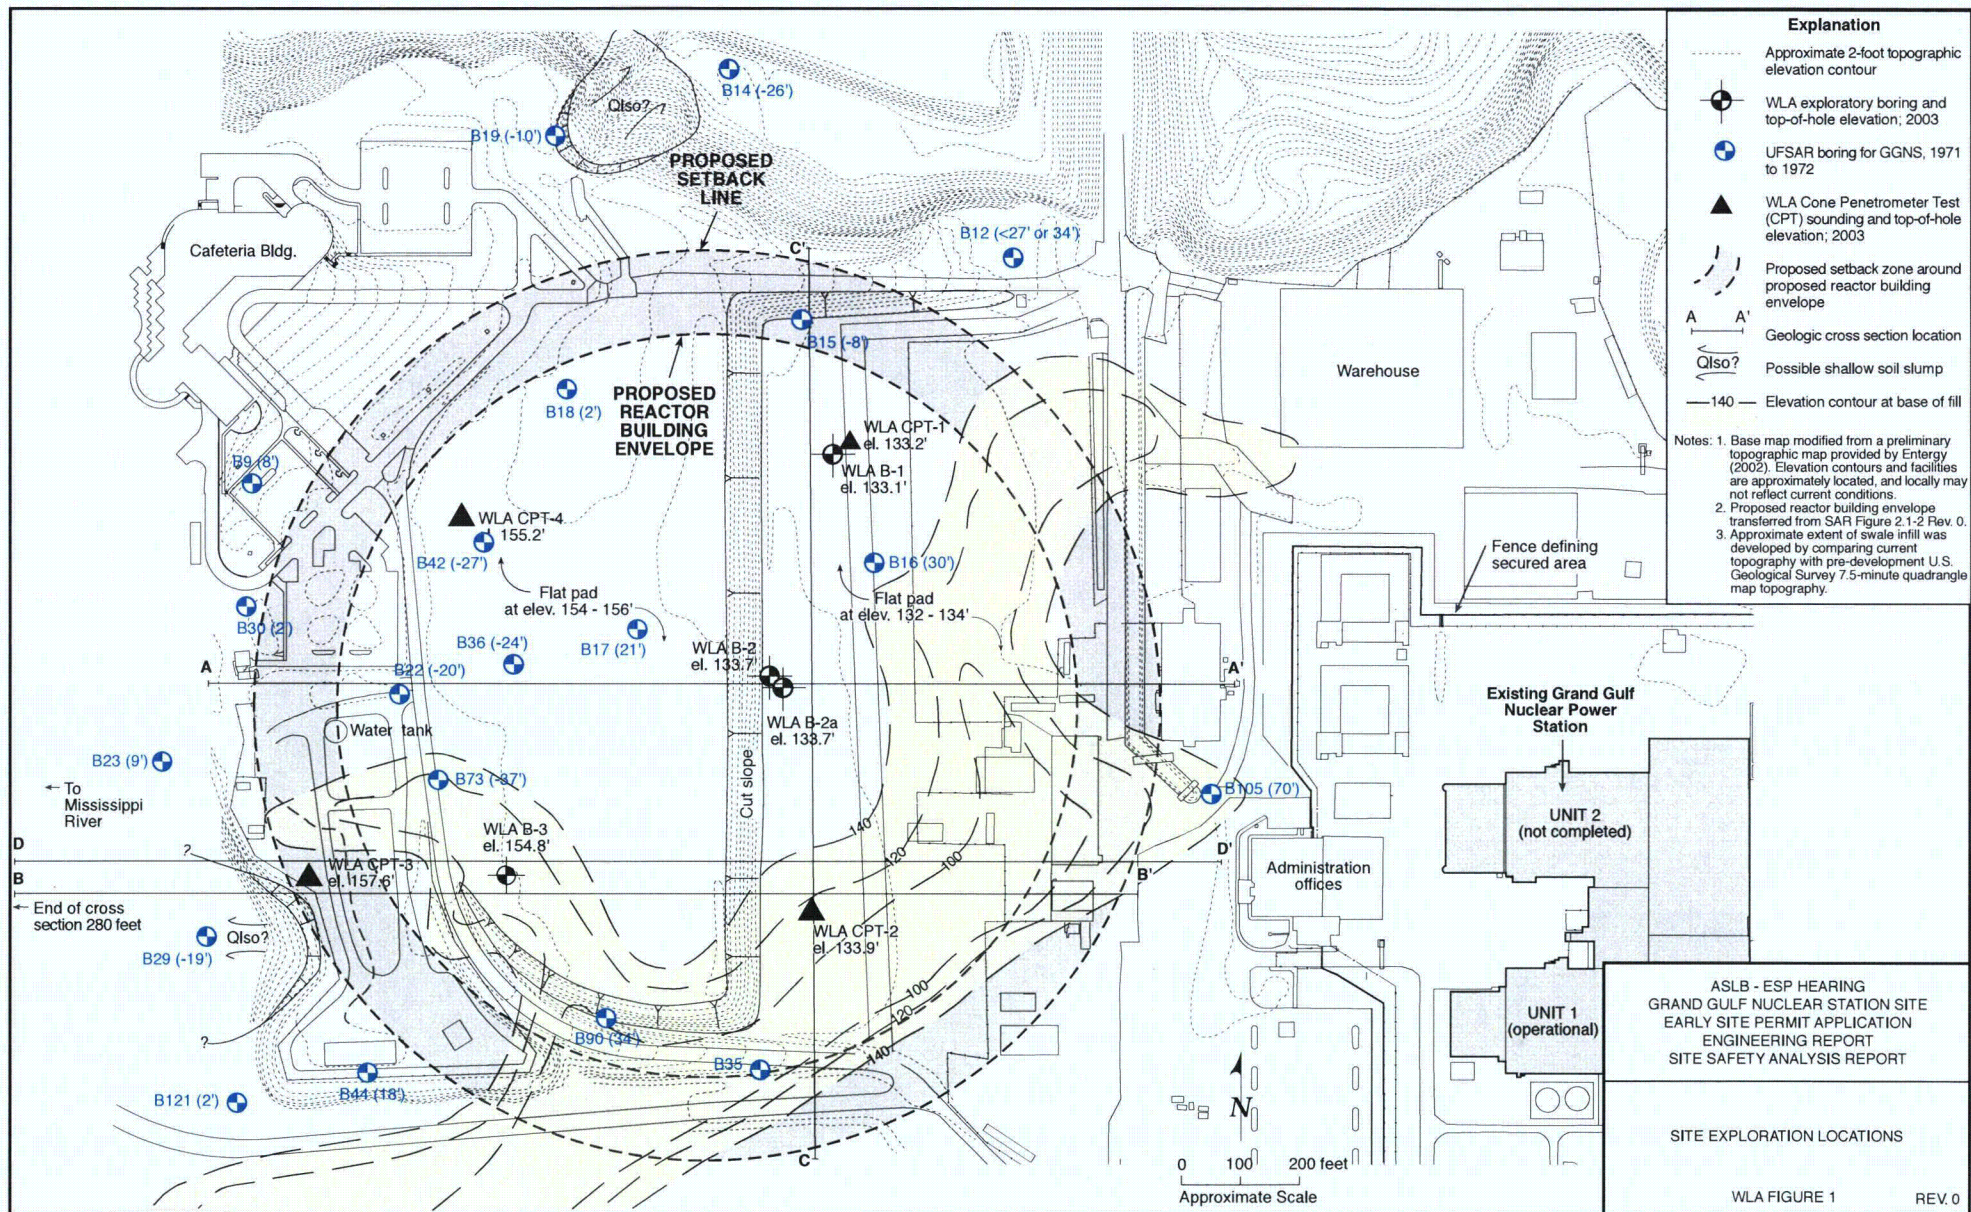 Explanation
Approximate 2-foot topographic
elevation contour
WLA exploratory boring and
top-of-hole elevation; 2003
UFSAR boring for GGNS, 1971
to 1972
WLA Cone Penetrometer Test
(CPT) sounding and top-of-hole
elevation; 2003
Proposed setback zone around
proposed reactor building
envelope
A A'
Geologic cross section location
Qlso? Possible shallow soil slump
140 Elevation contour at base of fill
Notes: 1. Base map modified from a preliminary
topographic map provided by Entergy
(2002). Elevation contours and facilities
are approximately located, and locally may
not reflect current conditions.
2. Proposed reactor building envelope
transferred from SAR Figure 2.1-2 Rev. 0.
3. Approximate extent of swale infill was
developed by comparing current
topography with pre-development U.S.
Geological Survey 7.5-minute quadrangle
map topography.
B14 (-26')
Qlso?
B19 (-10')
PROPOSED
SETBACK
LINE
C'
B12 (<27' or 34')
Cafeteria Bldg.
B15 (-8')
Warehouse
PROPOSED
REACTOR
BUILDING
ENVELOPE
B18 (2')
WLA CPT-1
el. 133.2'
WLA B-1
el. 133.1'
B9 (8')
WLA CPT-4
155.2'
B42 (-27')
Flat pad
at elev. 154 - 156'
B16 (30')
Flat pad
at elev. 132 - 134'
Fence defining
secured area
B30 (2')
B36 (-24')
B17 (21')
WLA B-2
el. 133.7'
A
B22 (-20')
A'
WLA B-2a
el. 133.7'
Existing Grand Gulf
Nuclear Power
Station
Water tank
B23 (9')
To
Mississippi
River
B73 (-37')
Cut slope
B105 (70')
UNIT 2
(not completed)
WLA B-3
el. 154.8'
140
120
100
D
?
WLA CPT-3
el. 157.6'
D'
B
B'
Administration
offices
End of cross
section 280 feet
Qlso?
B29 (-19')
WLA CPT-2
el. 133.9'
100
120
140
UNIT 1
(operational)
?
B90 (34')
B35
B44 (18')
B121 (2')
C
N
0 100 200 feet
Approximate Scale
ASLB - ESP HEARING
GRAND GULF NUCLEAR STATION SITE
EARLY SITE PERMIT APPLICATION
ENGINEERING REPORT
SITE SAFETY ANALYSIS REPORT
SITE EXPLORATION LOCATIONS
WLA FIGURE 1 REV. 0